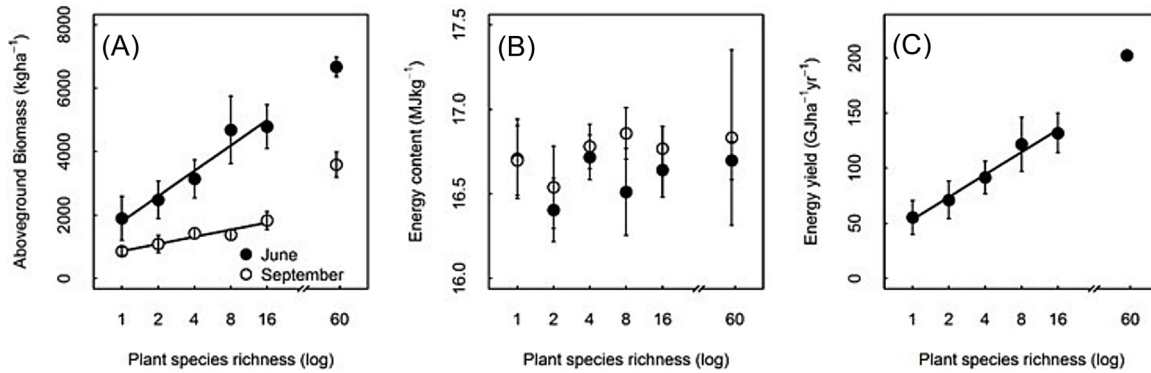 (A)
Aboveground Biomass (kgha⁻¹)
8000
6000
4000
2000
0
June
September
1 2 4 8 16 60
Plant species richness (log)
(B)
Energy content (MJkg⁻¹)
17.5
17.0
16.5
16.0
1 2 4 8 16 60
Plant species richness (log)
(C)
Energy yield (GJha⁻¹yr⁻¹)
200
150
100
50
0
1 2 4 8 16 60
Plant species richness (log)